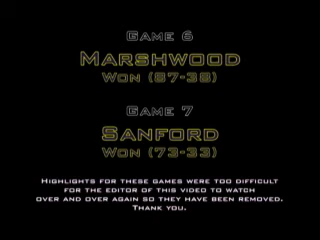 Game 6
Marshwood
Won (87-38)
Game 7
Sanford
Won (73-33)
Highlights for these games were too difficult
for the editor of this video to watch
over and over again so they have been removed.
Thank you.